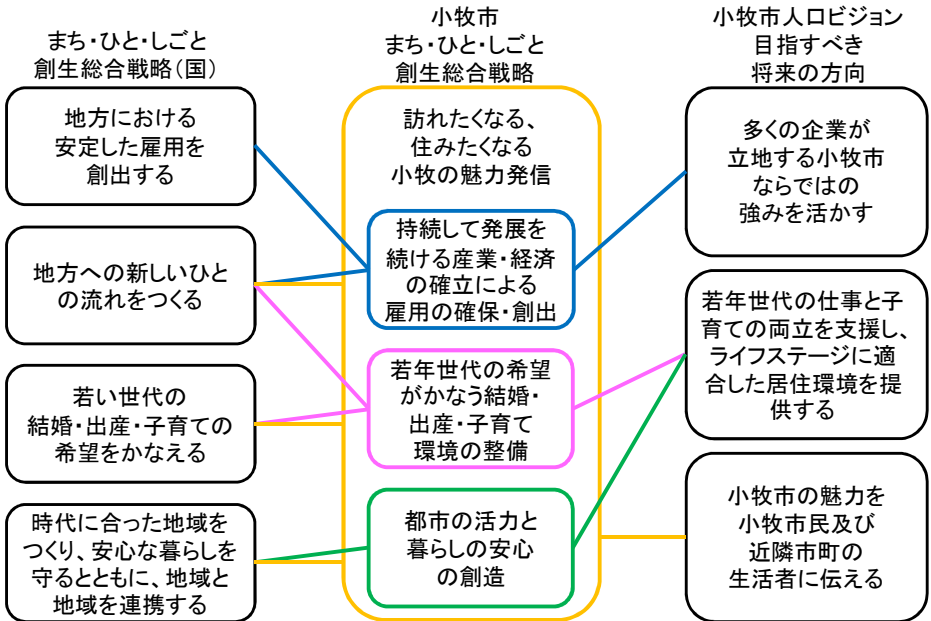 まち・ひと・しごと
創生総合戦略(国)
地方における
安定した雇用を
創出する
地方への新しいひと
の流れをつくる
若い世代の
結婚・出産・子育ての
希望をかなえる
時代に合った地域を
つくり、安心な暮らしを
守るとともに、地域と
地域を連携する
小牧市
まち・ひと・しごと
創生総合戦略
訪れたくなる、
住みたくなる
小牧の魅力発信
持続して発展を
続ける産業・経済
の確立による
雇用の確保・創出
若年世代の希望
がかなう結婚・
出産・子育て
環境の整備
都市の活力と
暮らしの安心
の創造
小牧市人口ビジョン
目指すべき
将来の方向
多くの企業が
立地する小牧市
ならではの
強みを活かす
若年世代の仕事と子
育ての両立を支援し、
ライフステージに適
合した居住環境を提
供する
小牧市の魅力を
小牧市民及び
近隣市町の
生活者に伝える